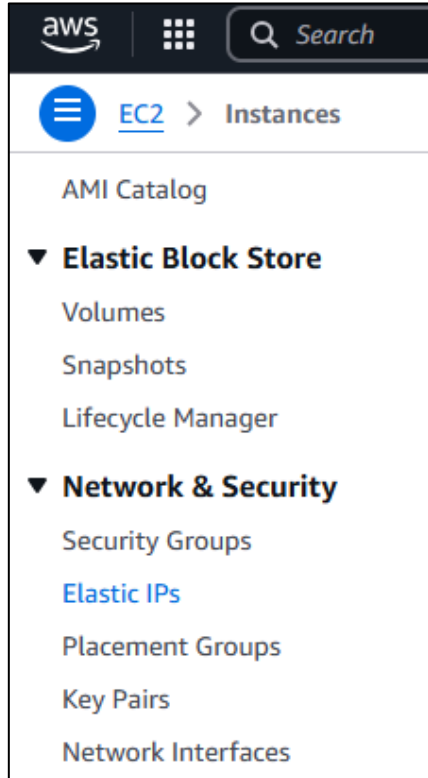 aws Search
EC2 > Instances
AMI Catalog
Elastic Block Store
Volumes
Snapshots
Lifecycle Manager
Network & Security
Security Groups
Elastic IPs
Placement Groups
Key Pairs
Network Interfaces